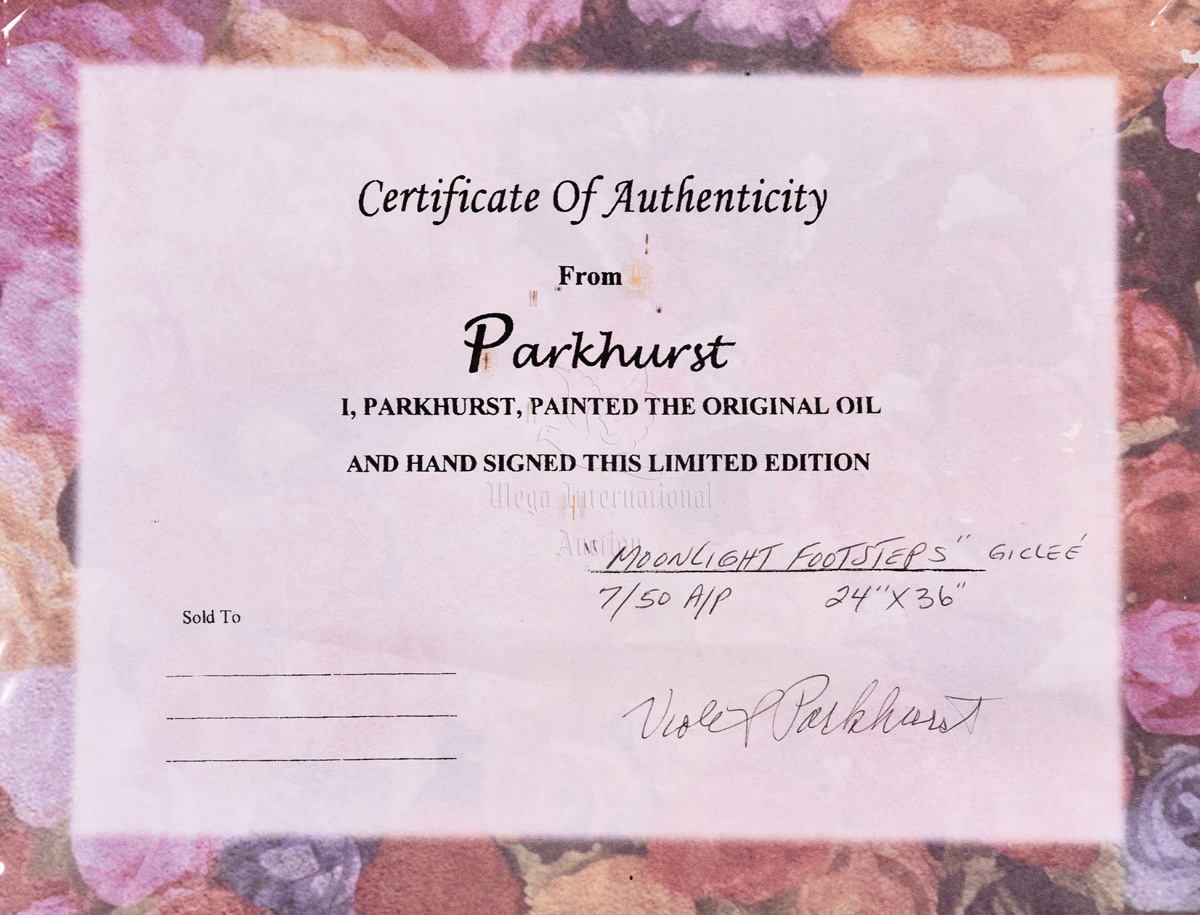 Certificate Of Authenticity
From
Parkhurst
I, PARKHURST, PAINTED THE ORIGINAL OIL
AND HAND SIGNED THIS LIMITED EDITION
Mega International
Auction
"MOONLIGHT FOOTSTEPS" GICLEÉ
7/50 A/P 24"X36"
Sold To
Violet Parkhurst